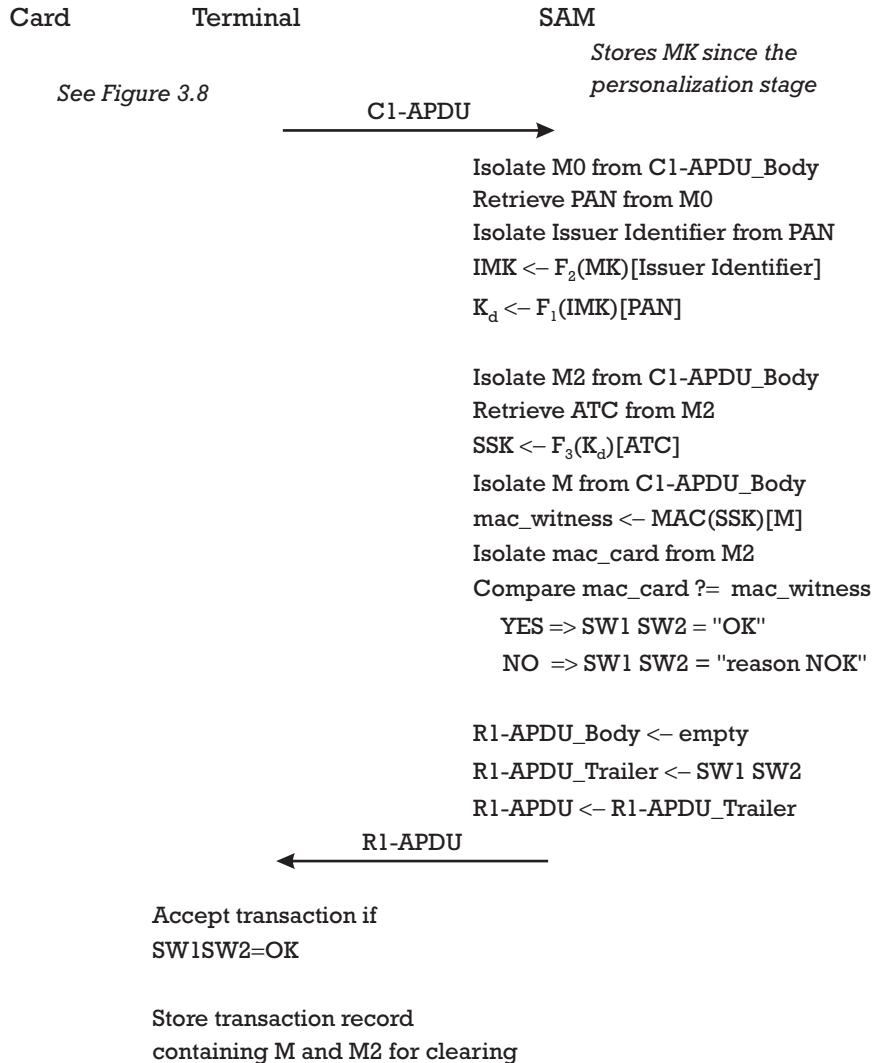 Card Terminal SAM
Stores MK since the
personalization stage
See Figure 3.8
C1-APDU
Isolate M0 from C1-APDU_Body
Retrieve PAN from M0
Isolate Issuer Identifier from PAN
IMK <– F₂(MK)[Issuer Identifier]
K_d <– F₁(IMK)[PAN]
Isolate M2 from C1-APDU_Body
Retrieve ATC from M2
SSK <– F₃(K_d)[ATC]
Isolate M from C1-APDU_Body
mac_witness <– MAC(SSK)[M]
Isolate mac_card from M2
Compare mac_card ?= mac_witness
YES => SW1 SW2 = "OK"
NO => SW1 SW2 = "reason NOK"
R1-APDU_Body <– empty
R1-APDU_Trailer <– SW1 SW2
R1-APDU <– R1-APDU_Trailer
R1-APDU
Accept transaction if
SW1SW2=OK
Store transaction record
containing M and M2 for clearing